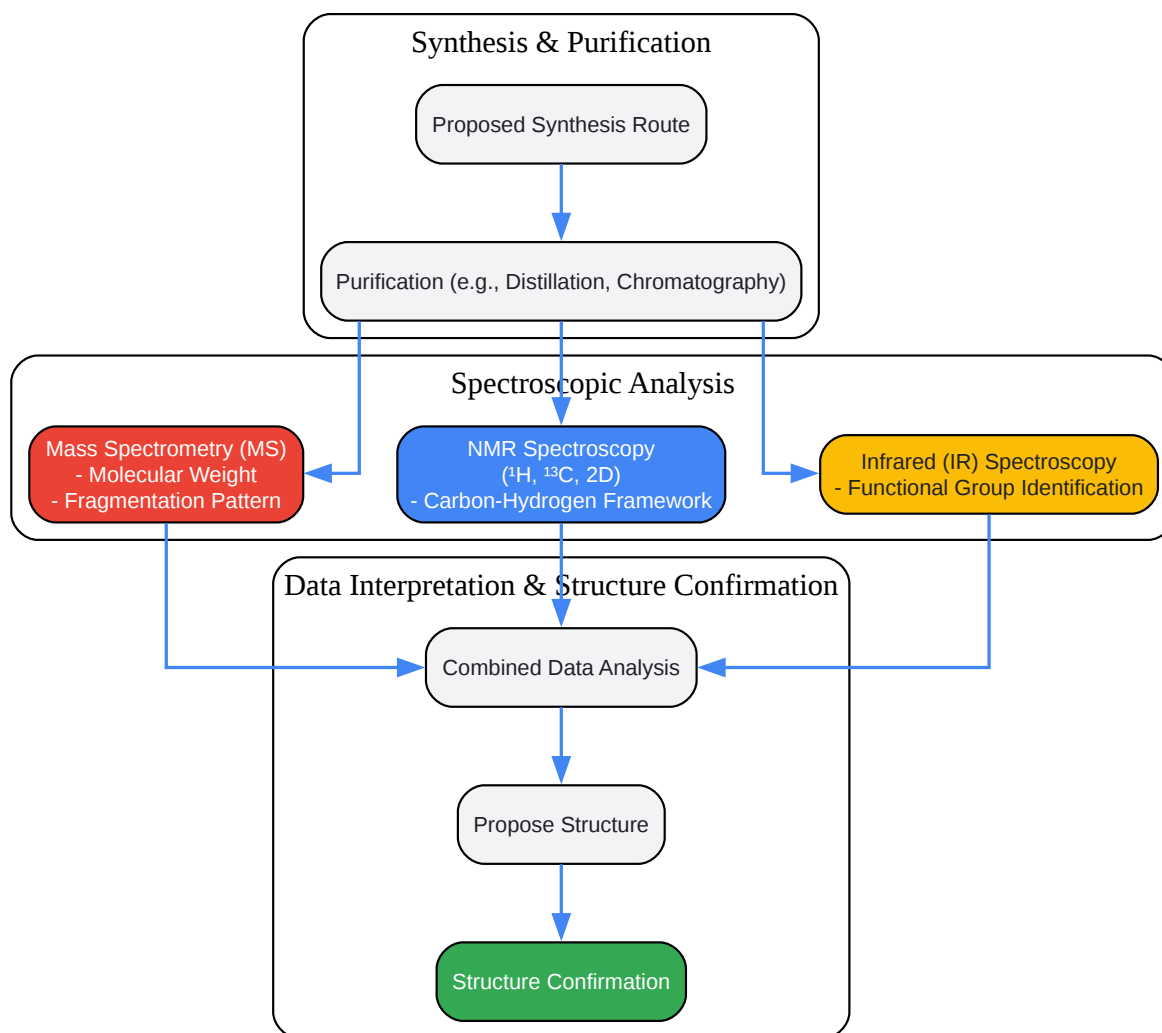 Synthesis & Purification
Proposed Synthesis Route
Purification (e.g., Distillation, Chromatography)
Spectroscopic Analysis
Mass Spectrometry (MS)
- Molecular Weight
- Fragmentation Pattern
NMR Spectroscopy
(¹H, ¹³C, 2D)
- Carbon-Hydrogen Framework
Infrared (IR) Spectroscopy
- Functional Group Identification
Data Interpretation & Structure Confirmation
Combined Data Analysis
Propose Structure
Structure Confirmation